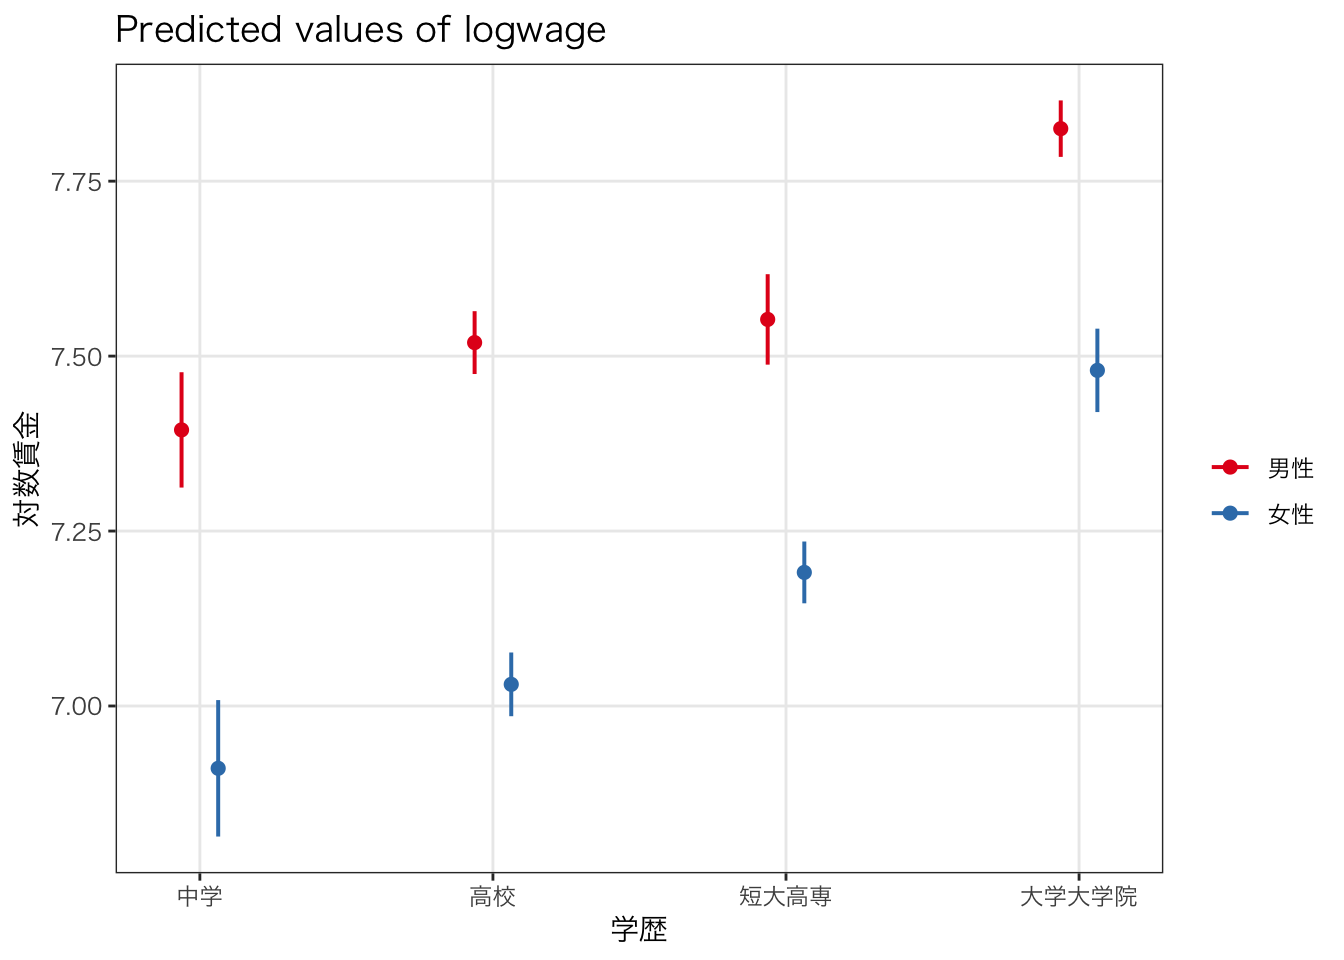 Predicted values of logwage
対数賃金
7.75
7.50
7.25
7.00
中学
高校
短大高専
大学大学院
学歴
男性
女性